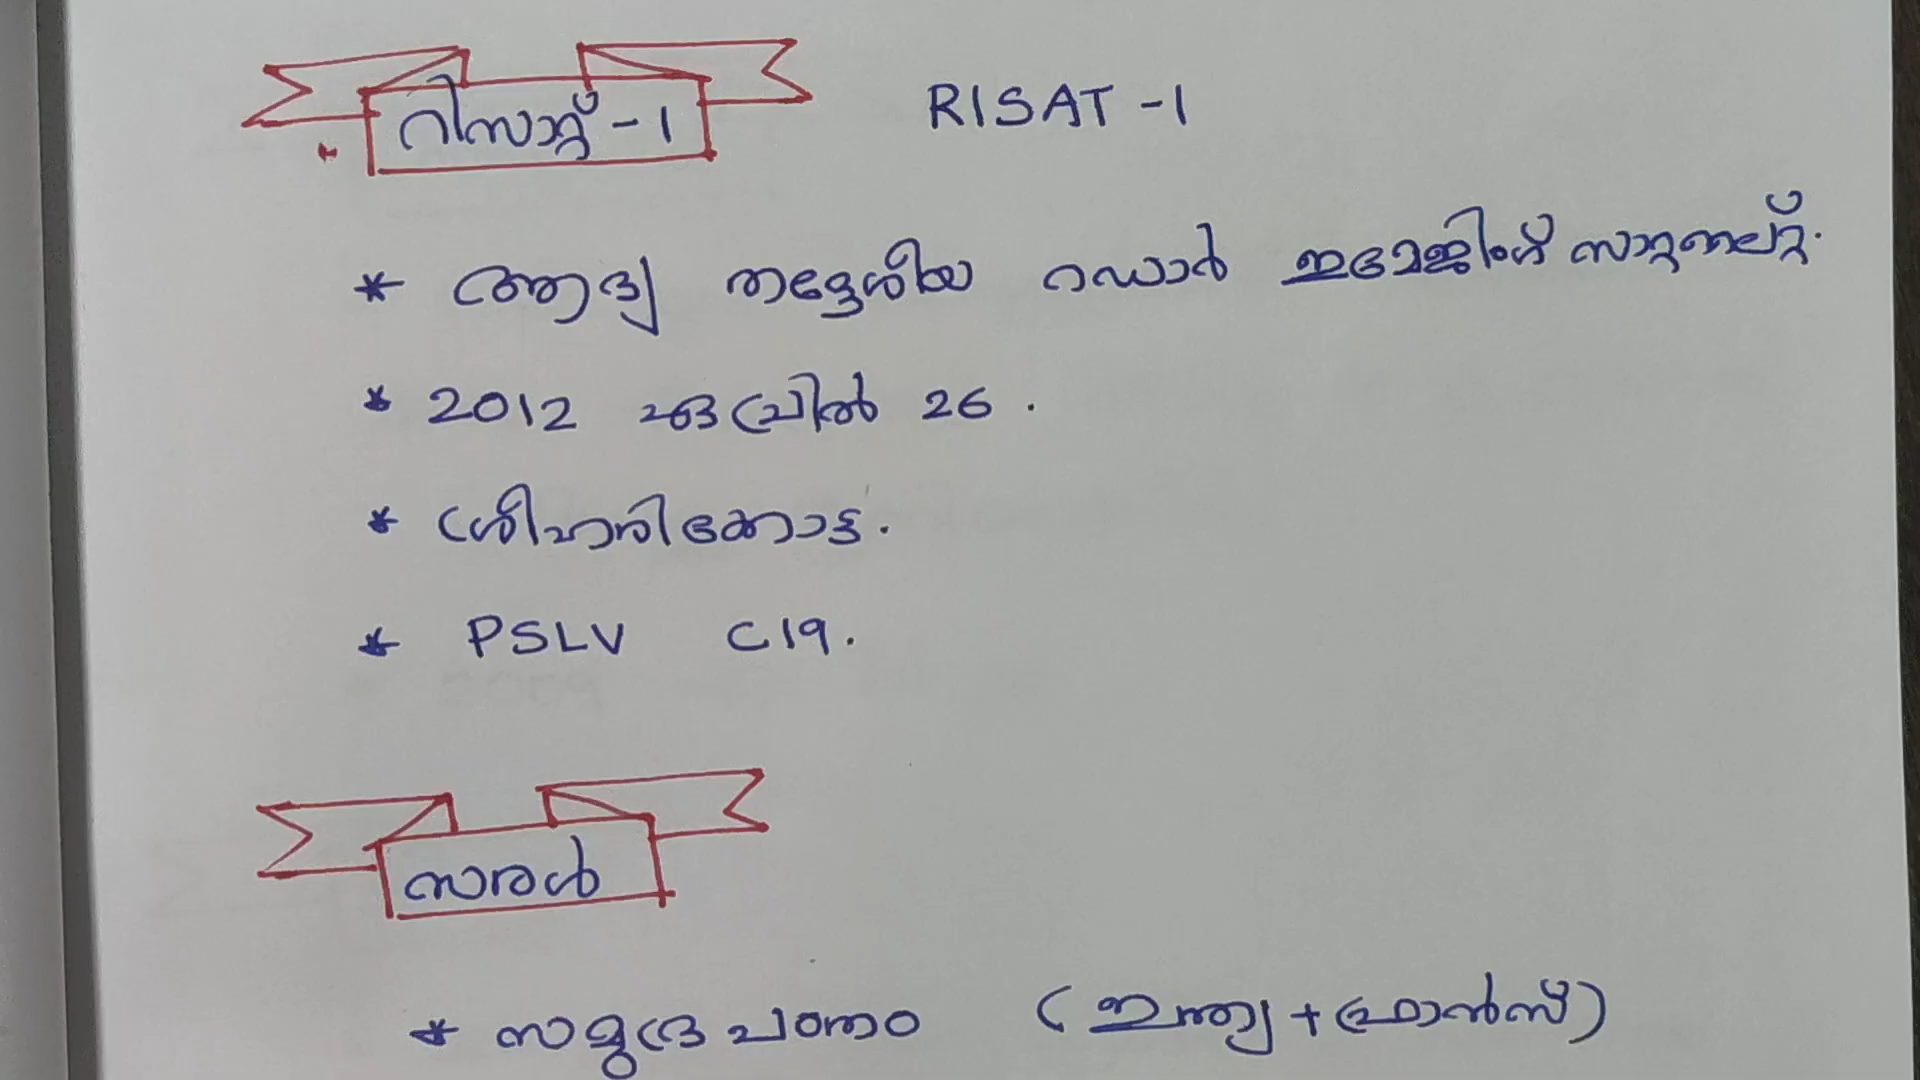 റിസാറ്റ് -1 RISAT -1
* ആദ്യ തദ്ദേശീയ റഡാർ ഇമേജിംഗ് സാറ്റലൈറ്റ്.
* 2012 ഏപ്രിൽ 26 .
* ശ്രീഹരിക്കോട്ട.
* PSLV C19.
സരൾ
* സമുദ്ര പഠനം (ഇന്ത്യ + ഫ്രാൻസ്)